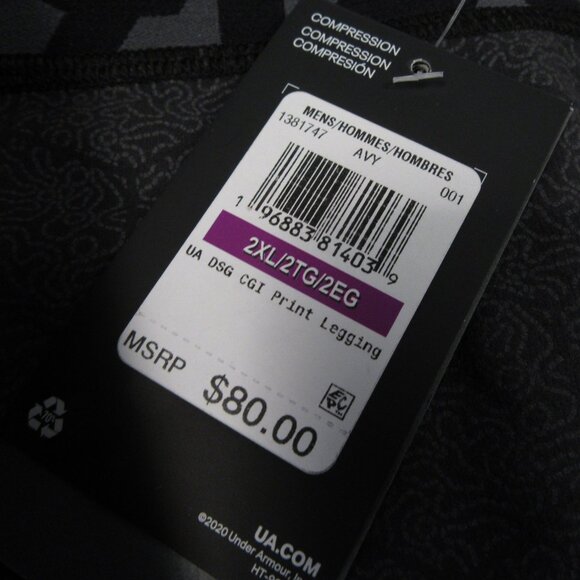 COMPRESSION
COMPRESSION
COMPRESIÓN
MENS/HOMMES/HOMBRES
1381747 AVY 001
1 96883 81403 9
2XL/2TG/2EG
UA DSG CGI Print Legging
MSRP $80.00
70%
UA.COM
©2020 Under Armour, Inc.